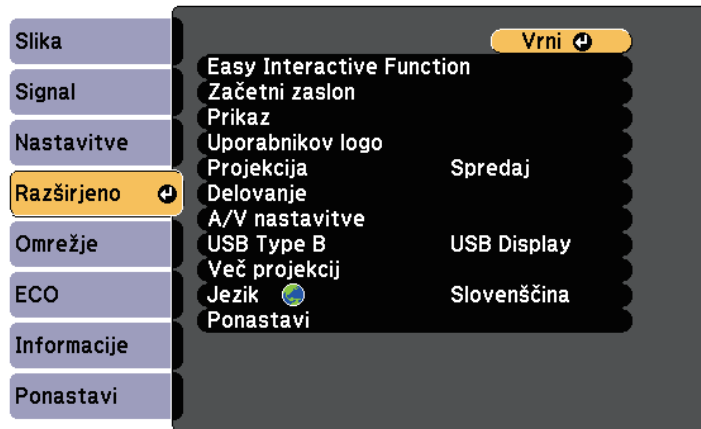 Slika
Signal
Nastavitve
Razširjeno
Omrežje
ECO
Informacije
Ponastavi
Vrni
Easy Interactive Function
Začetni zaslon
Prikaz
Uporabnikov logo
Projekcija Spredaj
Delovanje
A/V nastavitve
USB Type B USB Display
Več projekcij
Jezik Slovenščina
Ponastavi